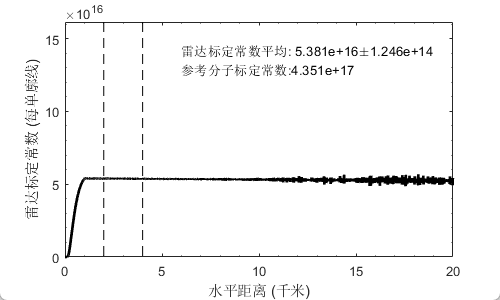 ×10^16
雷达标定常数平均: 5.381e+16±1.246e+14
参考分子标定常数:4.351e+17
雷达标定常数 (每单廓线)
15
10
5
0
0 5 10 15 20
水平距离 (千米)